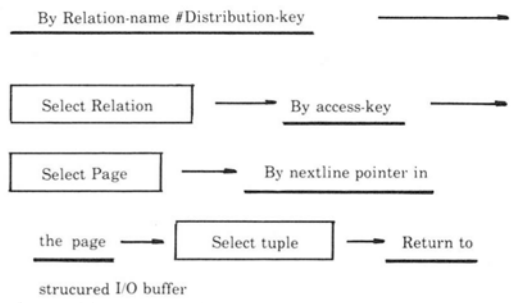 By Relation-name #Distribution-key
Select Relation By access-key
Select Page By nextline pointer in
the page Select tuple Return to
strucured I/O buffer